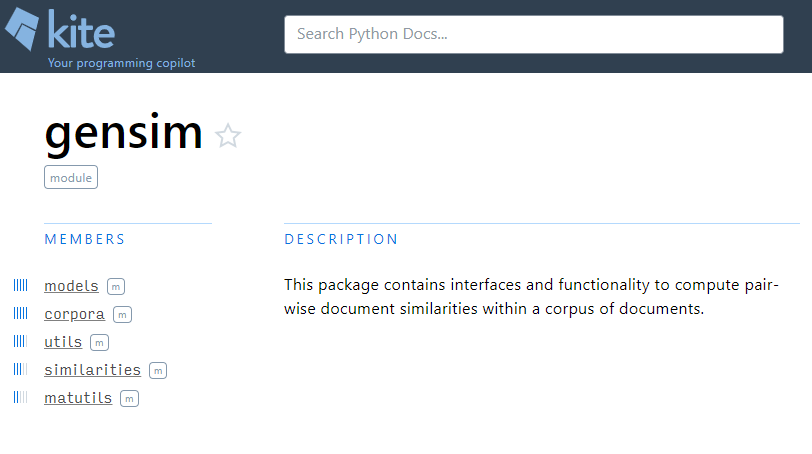 kite
Your programming copilot
Search Python Docs...
gensim
module
MEMBERS
models m
corpora m
utils m
similarities m
matutils m
DESCRIPTION
This package contains interfaces and functionality to compute pair-
wise document similarities within a corpus of documents.